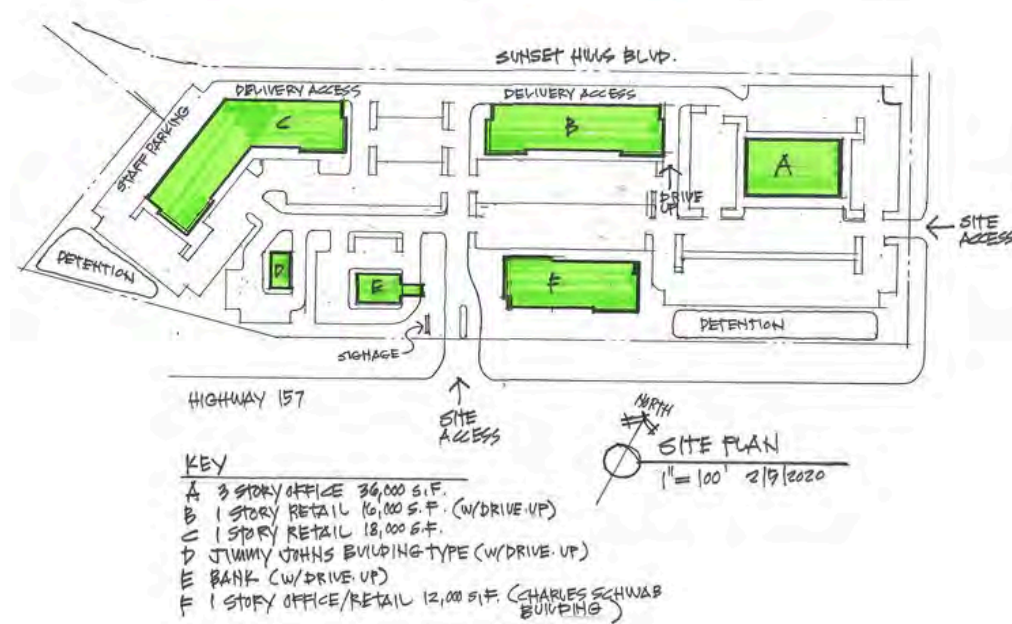 SUNSET HILLS BLVD.
DELIVERY ACCESS
DELIVERY ACCESS
STAFF PARKING
C
B
A
DRIVE
UP
SITE
ACCESS
DETENTION
D
E
F
DETENTION
SIGNAGE
HIGHWAY 157
SITE
ACCESS
NORTH
SITE PLAN
1" = 100' 2/5/2020
KEY
A 3 STORY OFFICE 36,000 S.F.
B 1 STORY RETAIL 16,000 S.F. (W/DRIVE-UP)
C 1 STORY RETAIL 18,000 S.F.
D JIMMY JOHNS BUILDING TYPE (W/DRIVE-UP)
E BANK (W/DRIVE-UP)
F 1 STORY OFFICE/RETAIL 12,000 S.F. (CHARLES SCHWAB
BUILDING)